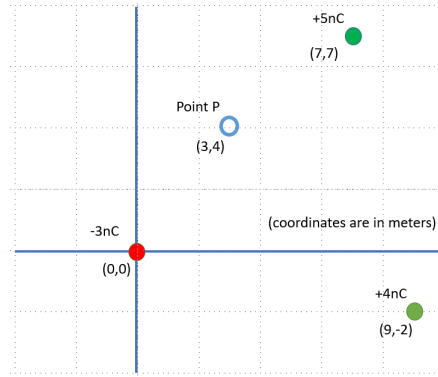 +5nC
(7,7)
Point P
(3,4)
(coordinates are in meters)
-3nC
(0,0)
+4nC
(9,-2)